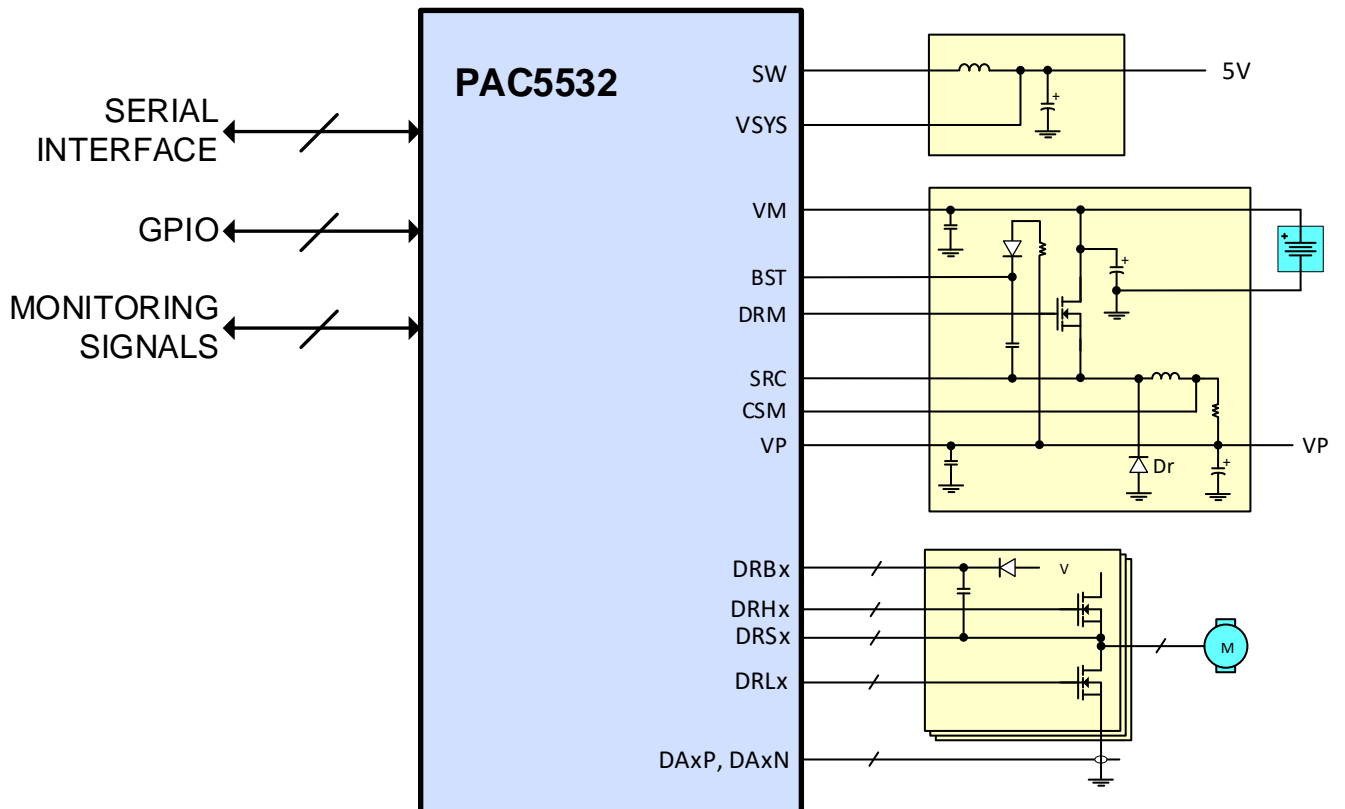 PAC5532
SERIAL
INTERFACE
GPIO
MONITORING
SIGNALS
SW
VSYS
VM
BST
DRM
SRC
CSM
VP
DRBx
DRHx
DRSx
DRLx
DAxP, DAxN
+
5V
+
+
Dr
+
VP
V
M